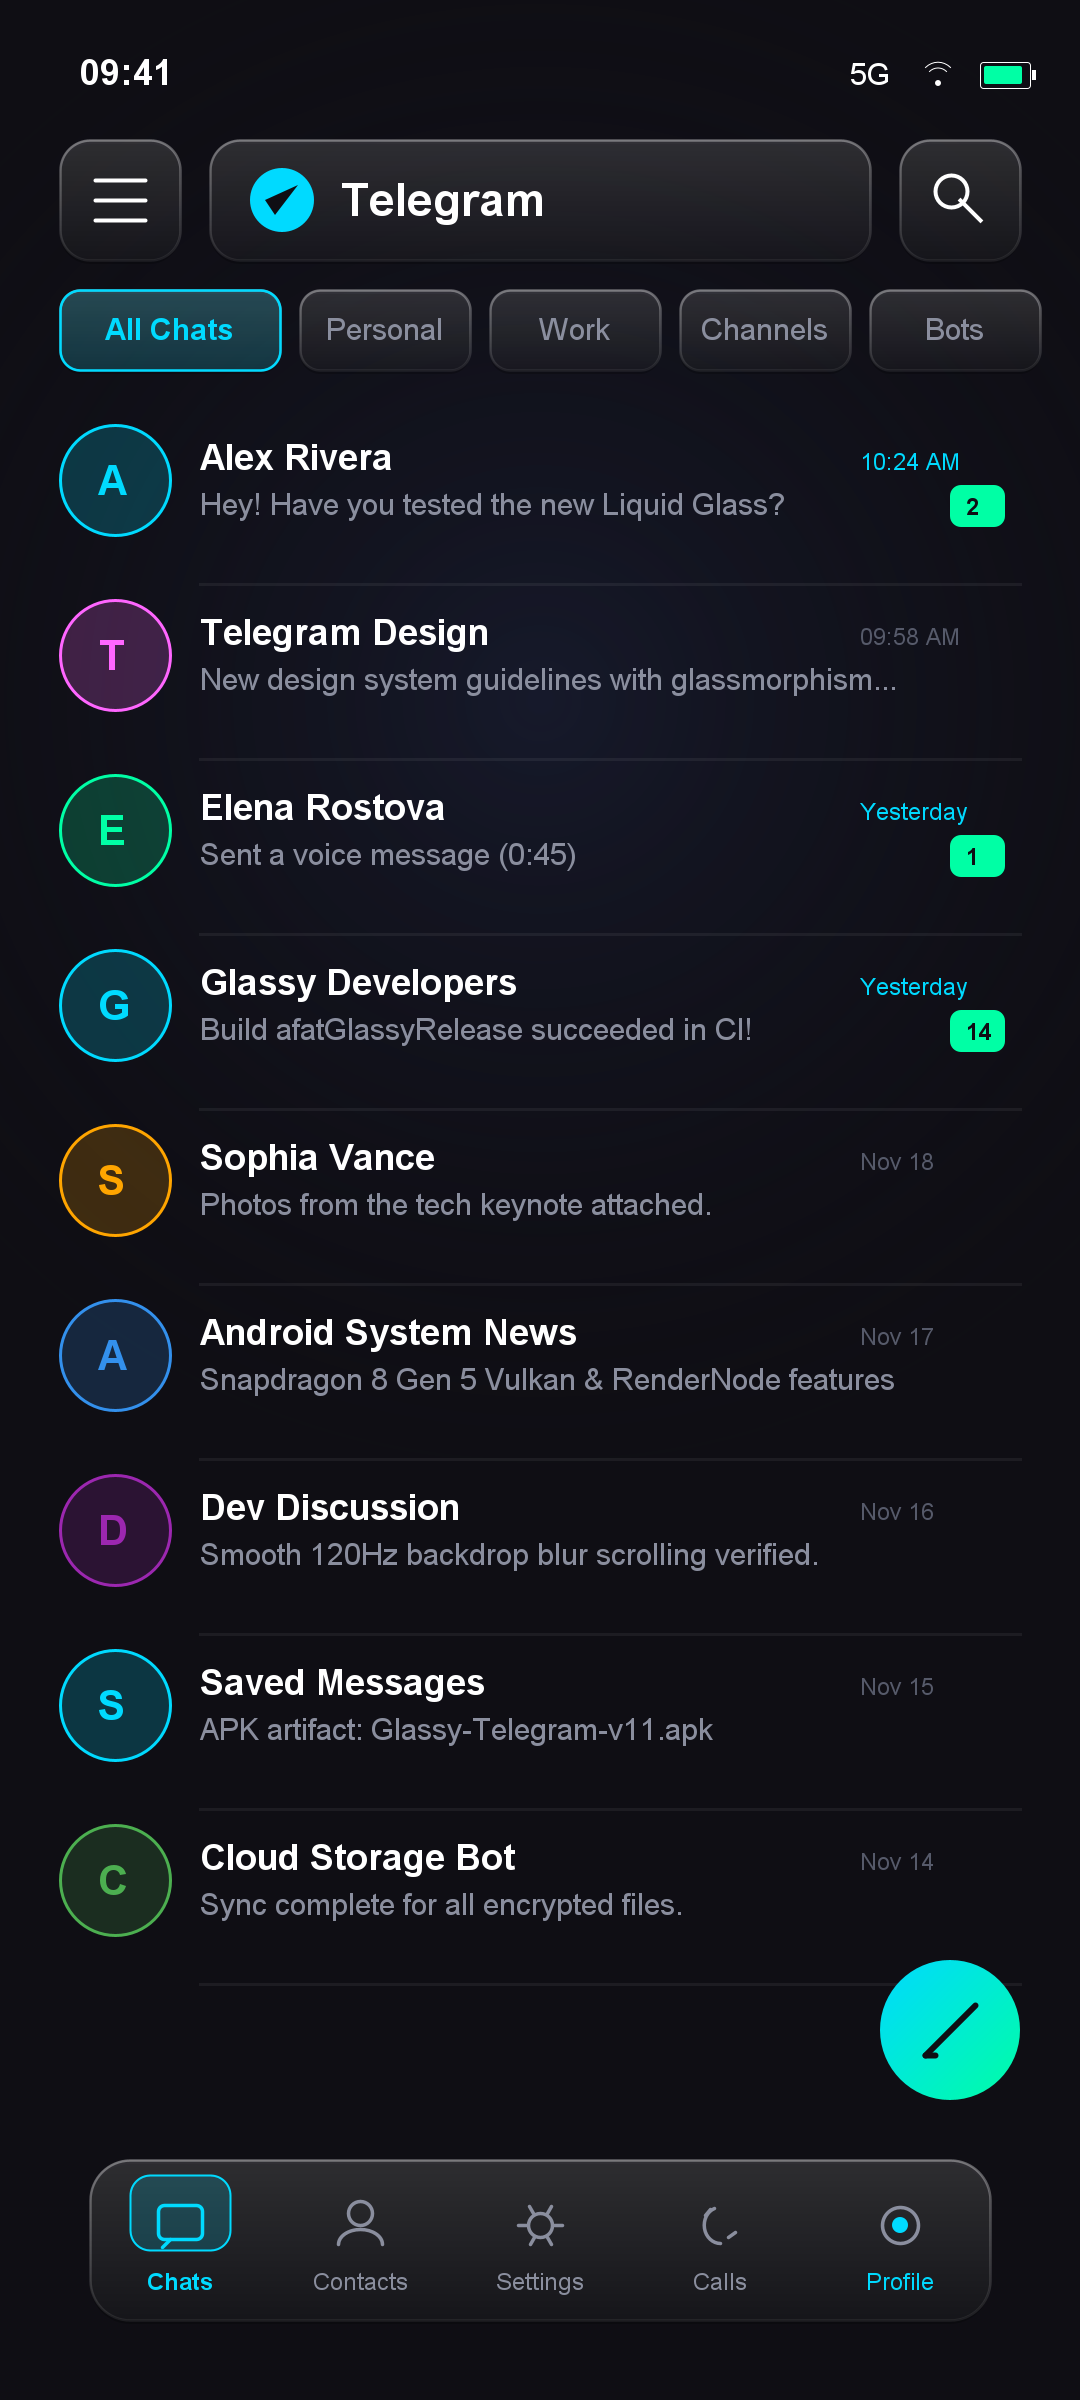 09:41 5G
Telegram
All Chats Personal Work Channels Bots
A
Alex Rivera 10:24 AM
Hey! Have you tested the new Liquid Glass? 2
T
Telegram Design 09:58 AM
New design system guidelines with glassmorphism...
E
Elena Rostova Yesterday
Sent a voice message (0:45) 1
G
Glassy Developers Yesterday
Build afatGlassyRelease succeeded in CI! 14
S
Sophia Vance Nov 18
Photos from the tech keynote attached.
A
Android System News Nov 17
Snapdragon 8 Gen 5 Vulkan & RenderNode features
D
Dev Discussion Nov 16
Smooth 120Hz backdrop blur scrolling verified.
S
Saved Messages Nov 15
APK artifact: Glassy-Telegram-v11.apk
C
Cloud Storage Bot Nov 14
Sync complete for all encrypted files.
Chats Contacts Settings Calls Profile